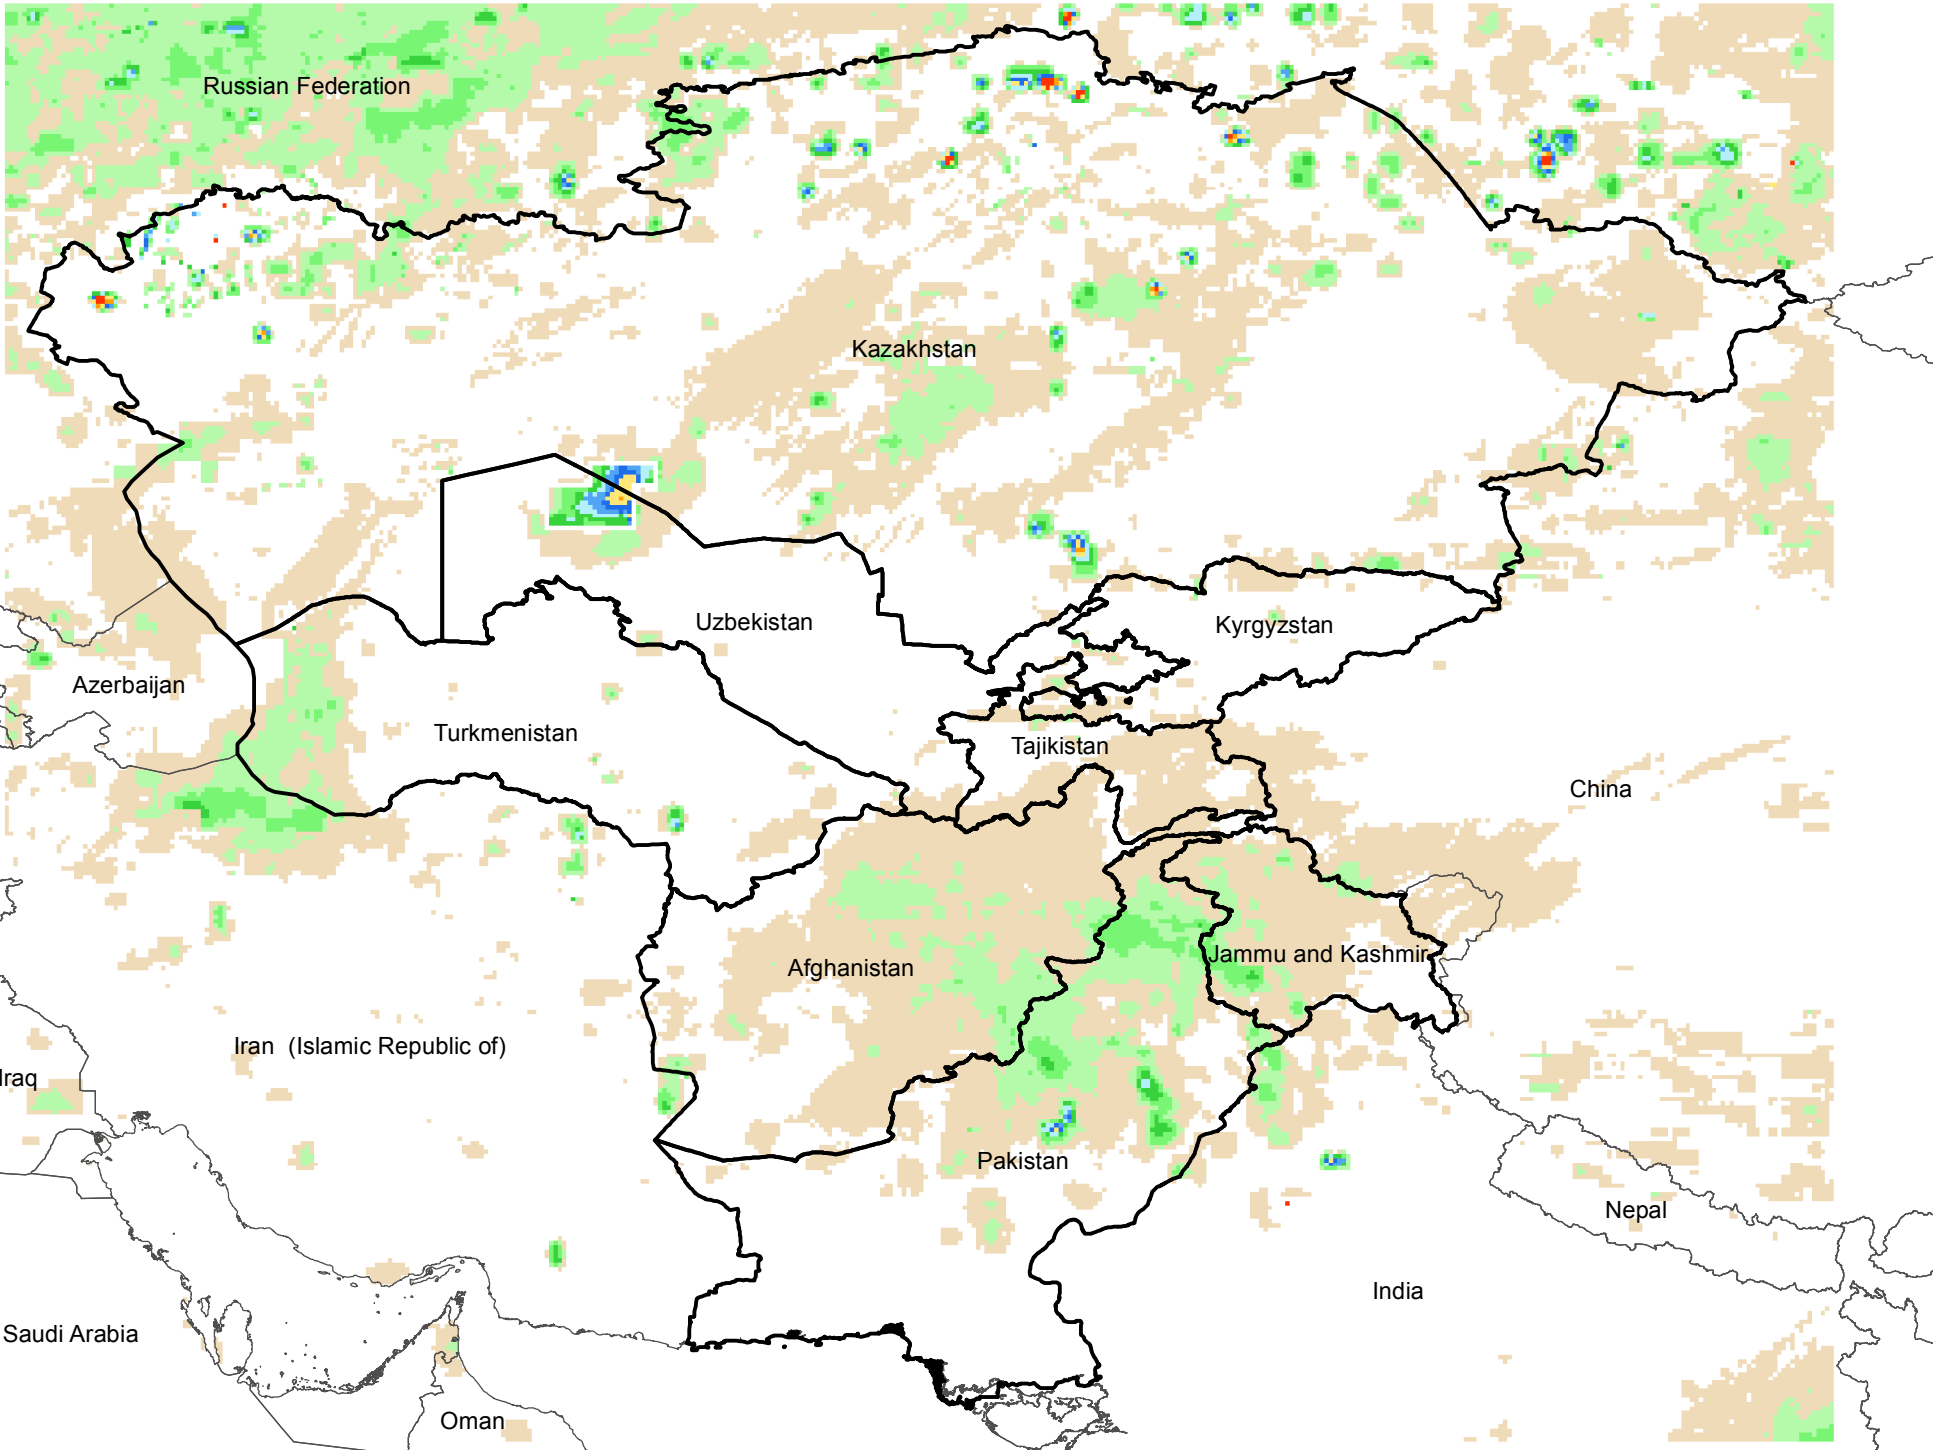 Russian Federation
Kazakhstan
Uzbekistan
Kyrgyzstan
Azerbaijan
Turkmenistan
Tajikistan
China
Afghanistan
Jammu and Kashmir
Iran (Islamic Republic of)
Iraq
Pakistan
Nepal
India
Saudi Arabia
Oman